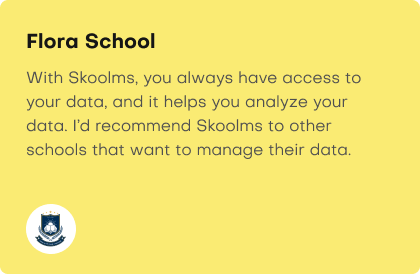 Flora School
With Skoolms, you always have access to
your data, and it helps you analyze your
data. I’d recommend Skoolms to other
schools that want to manage their data.